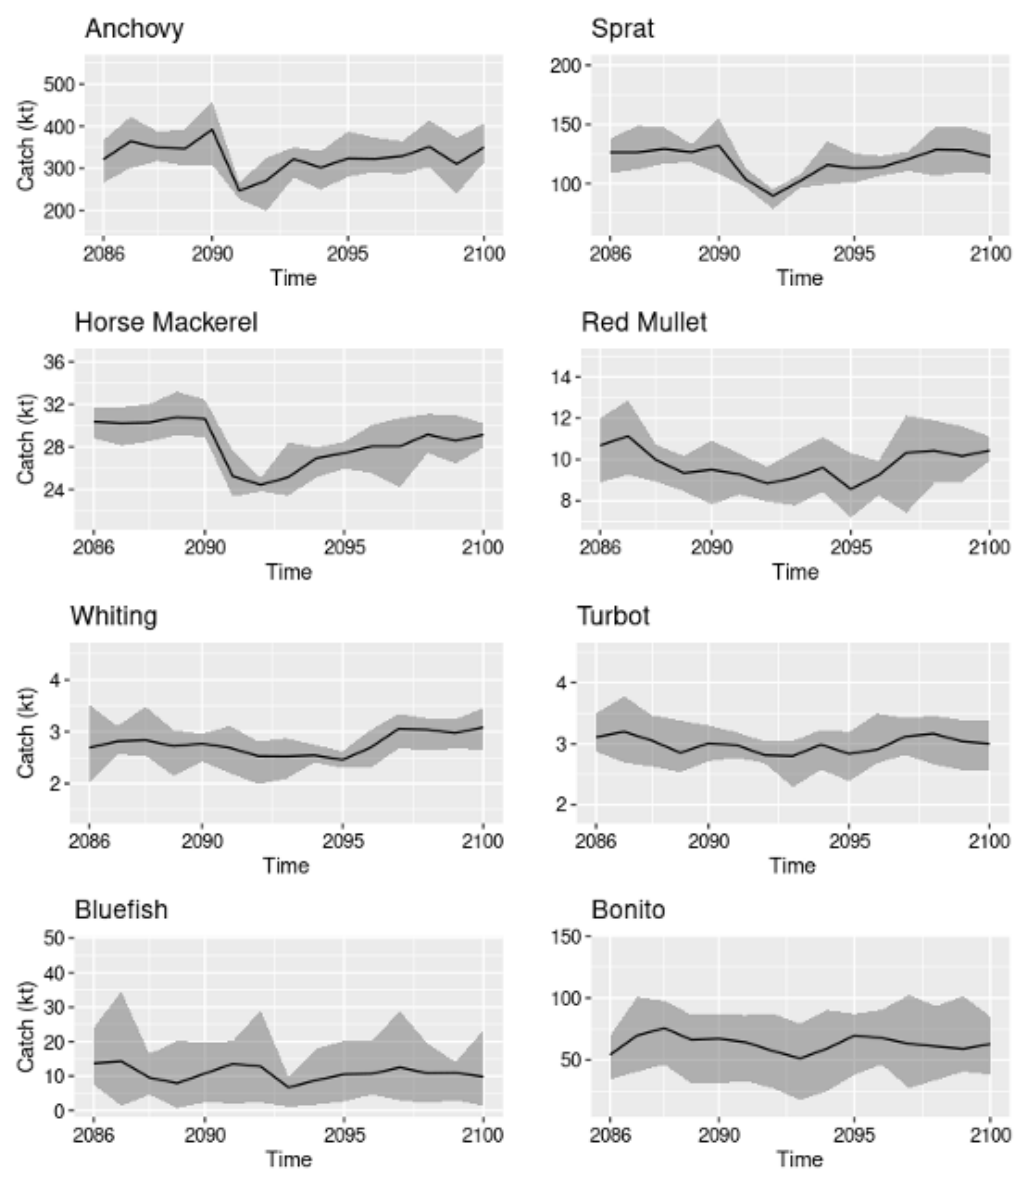 Anchovy
Catch (kt)
500
400
300
200
2086 2090 2095 2100
Time
Sprat
200
150
100
2086 2090 2095 2100
Time
Horse Mackerel
Catch (kt)
36
32
28
24
2086 2090 2095 2100
Time
Red Mullet
14
12
10
8
2086 2090 2095 2100
Time
Whiting
Catch (kt)
4
3
2
2086 2090 2095 2100
Time
Turbot
4
3
2
2086 2090 2095 2100
Time
Bluefish
Catch (kt)
50
40
30
20
10
0
2086 2090 2095 2100
Time
Bonito
150
100
50
2086 2090 2095 2100
Time